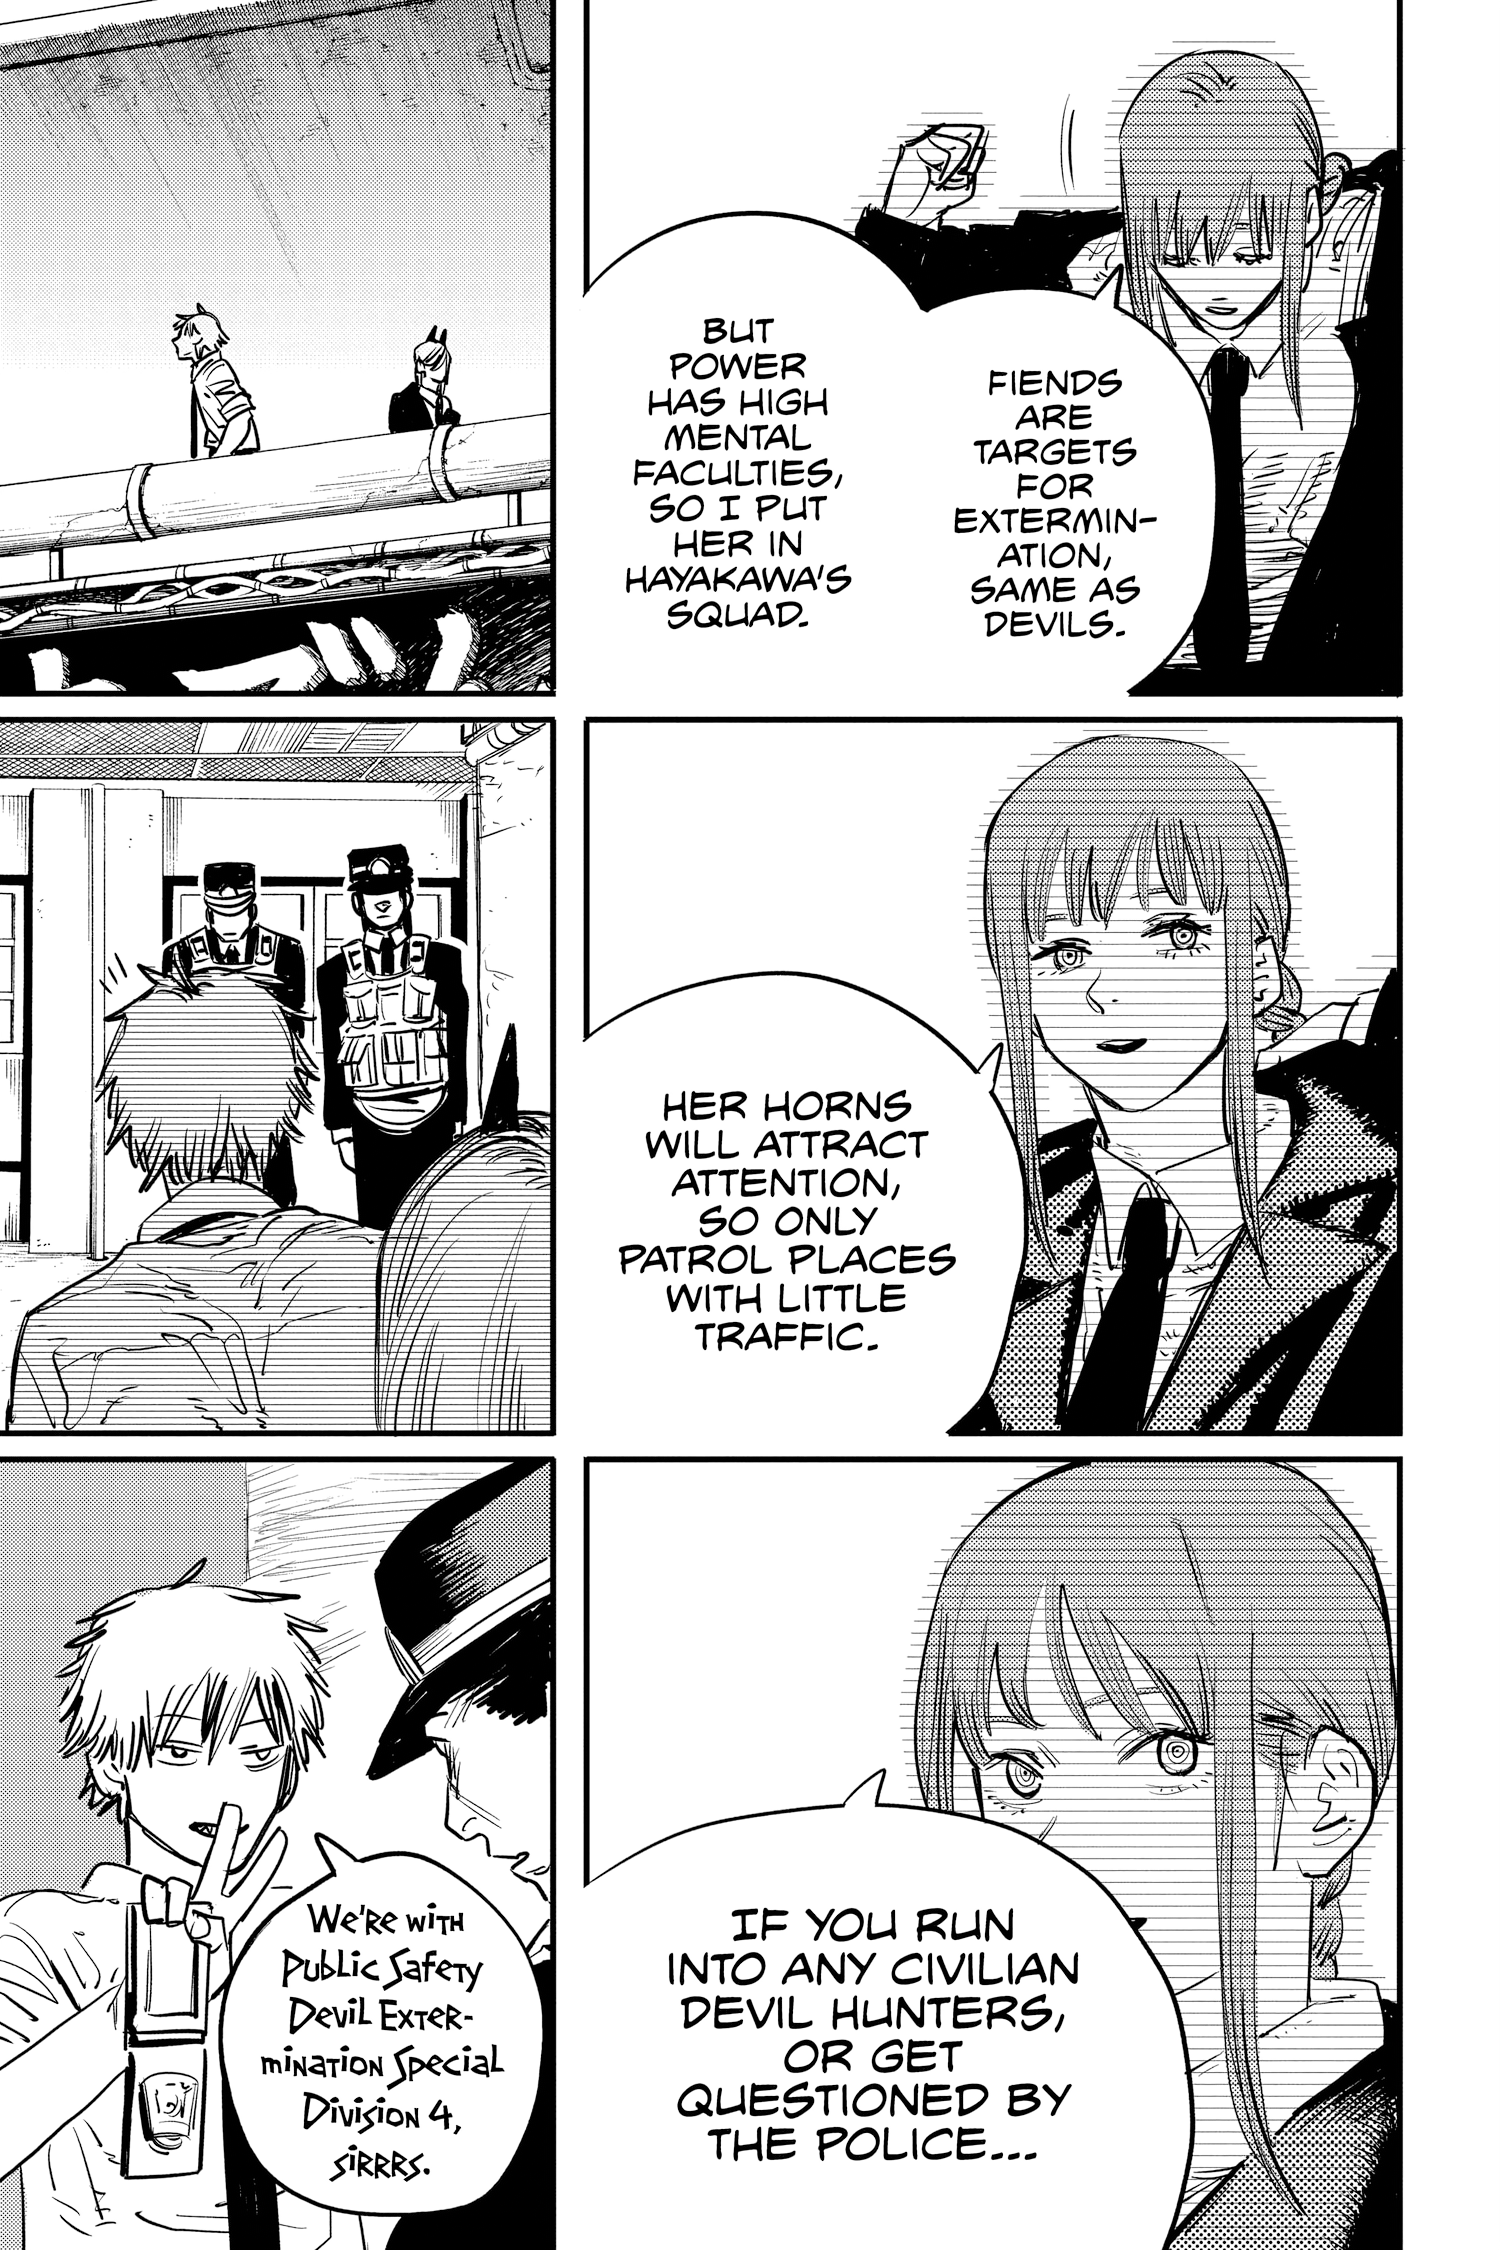 FIENDS
ARE
TARGETS
FOR
EXTERMIN-
ATION,
SAME AS
DEVILS.
BUT
POWER
HAS HIGH
MENTAL
FACULTIES,
SO I PUT
HER IN
HAYAKAWA'S
SQUAD.
HER HORNS
WILL ATTRACT
ATTENTION,
SO ONLY
PATROL PLACES
WITH LITTLE
TRAFFIC.
IF YOU RUN
INTO ANY CIVILIAN
DEVIL HUNTERS,
OR GET
QUESTIONED BY
THE POLICE...
We're with
Public Safety
Devil Exter-
mination Special
Division 4,
sirrrs.